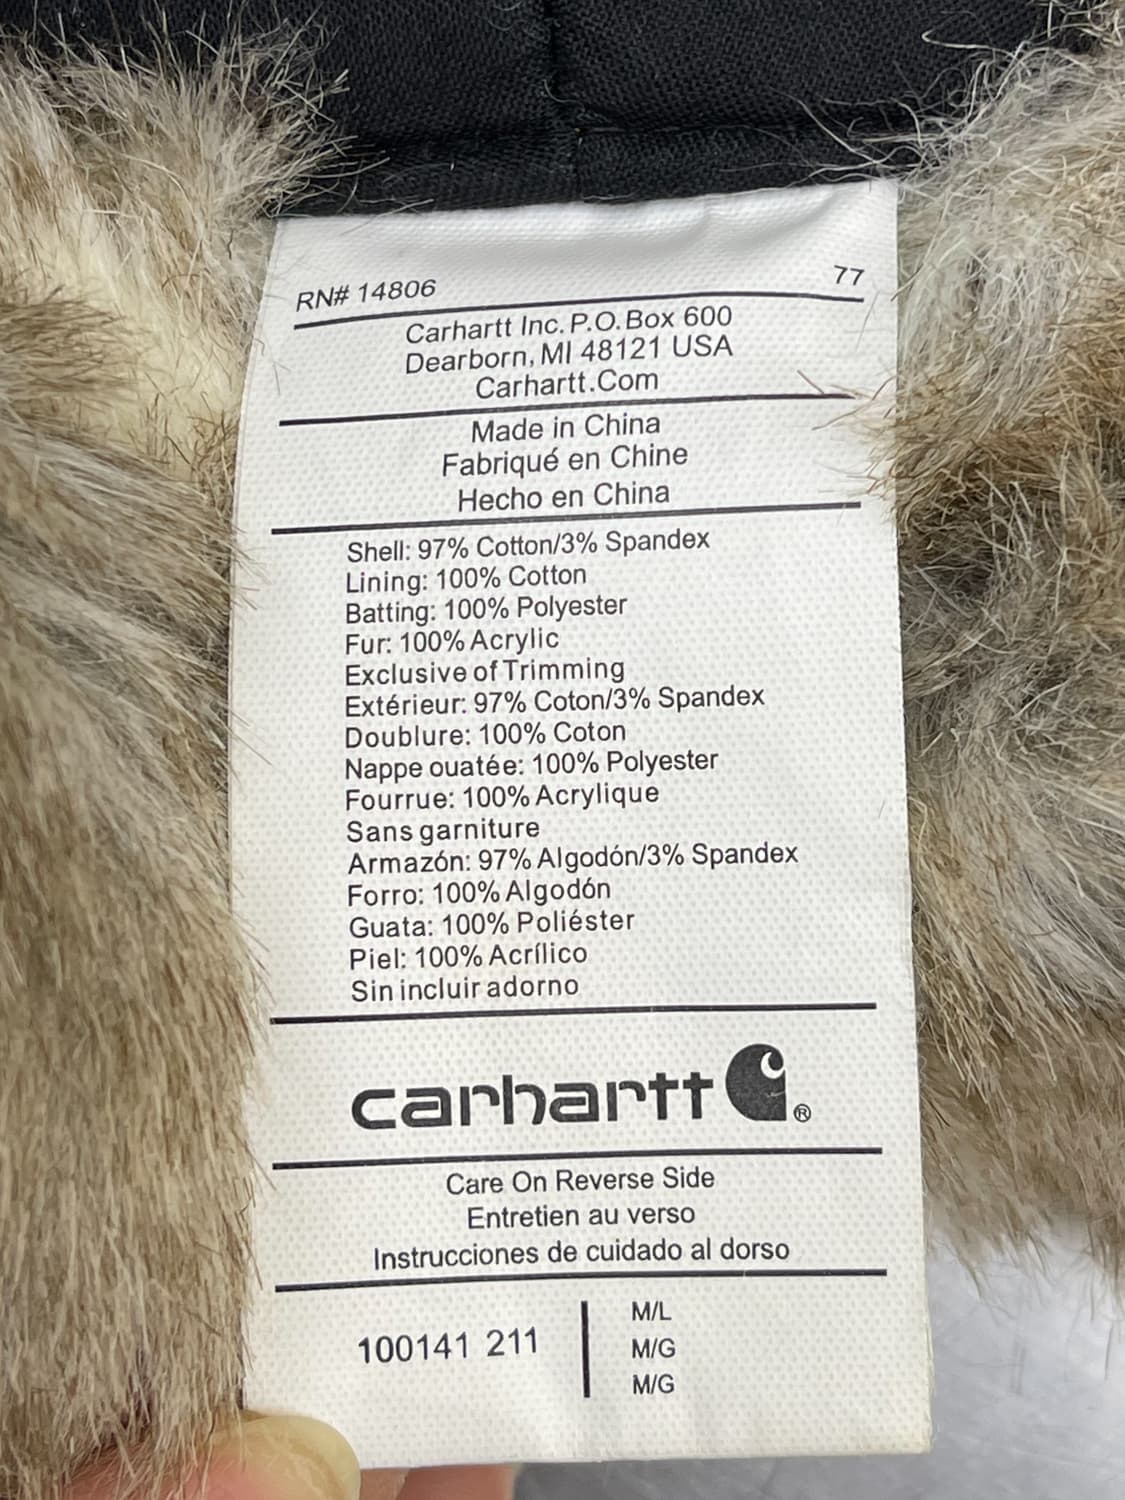 RN# 14806 77
Carhartt Inc. P.O. Box 600
Dearborn, MI 48121 USA
Carhartt.Com
Made in China
Fabriqué en Chine
Hecho en China
Shell: 97% Cotton/3% Spandex
Lining: 100% Cotton
Batting: 100% Polyester
Fur: 100% Acrylic
Exclusive of Trimming
Extérieur: 97% Coton/3% Spandex
Doublure: 100% Coton
Nappe ouatée: 100% Polyester
Fourrue: 100% Acrylique
Sans garniture
Armazón: 97% Algodón/3% Spandex
Forro: 100% Algodón
Guata: 100% Poliéster
Piel: 100% Acrílico
Sin incluir adorno
carhartt ®
Care On Reverse Side
Entretien au verso
Instrucciones de cuidado al dorso
100141 211
M/L
M/G
M/G